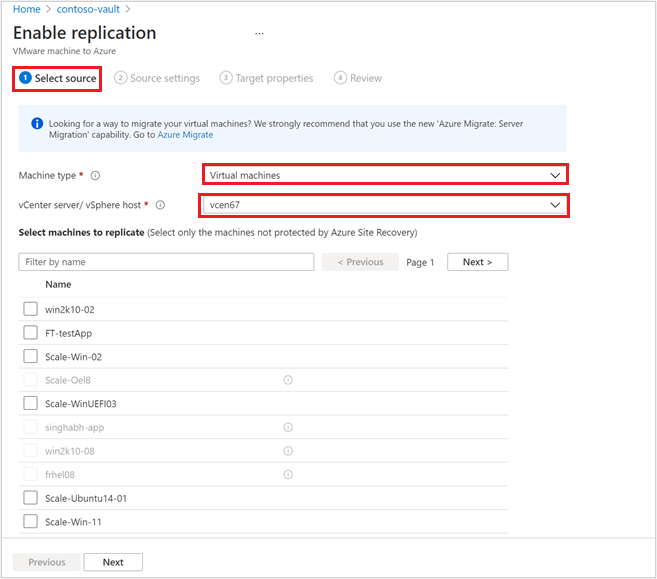 Home > contoso-vault >
Enable replication ...
VMware machine to Azure
1 Select source 2 Source settings 3 Target properties 4 Review
Looking for a way to migrate your virtual machines? We strongly recommend that you use the new 'Azure Migrate: Server
Migration' capability. Go to Azure Migrate
Machine type * Virtual machines
vCenter server/ vSphere host * vcen67
Select machines to replicate (Select only the machines not protected by Azure Site Recovery)
Filter by name < Previous Page 1 Next >
Name
win2k10-02
FT-testApp
Scale-Win-02
Scale-Oel8
Scale-WinUEFI03
singhabh-app
win2k10-08
frhel08
Scale-Ubuntu14-01
Scale-Win-11
Previous Next